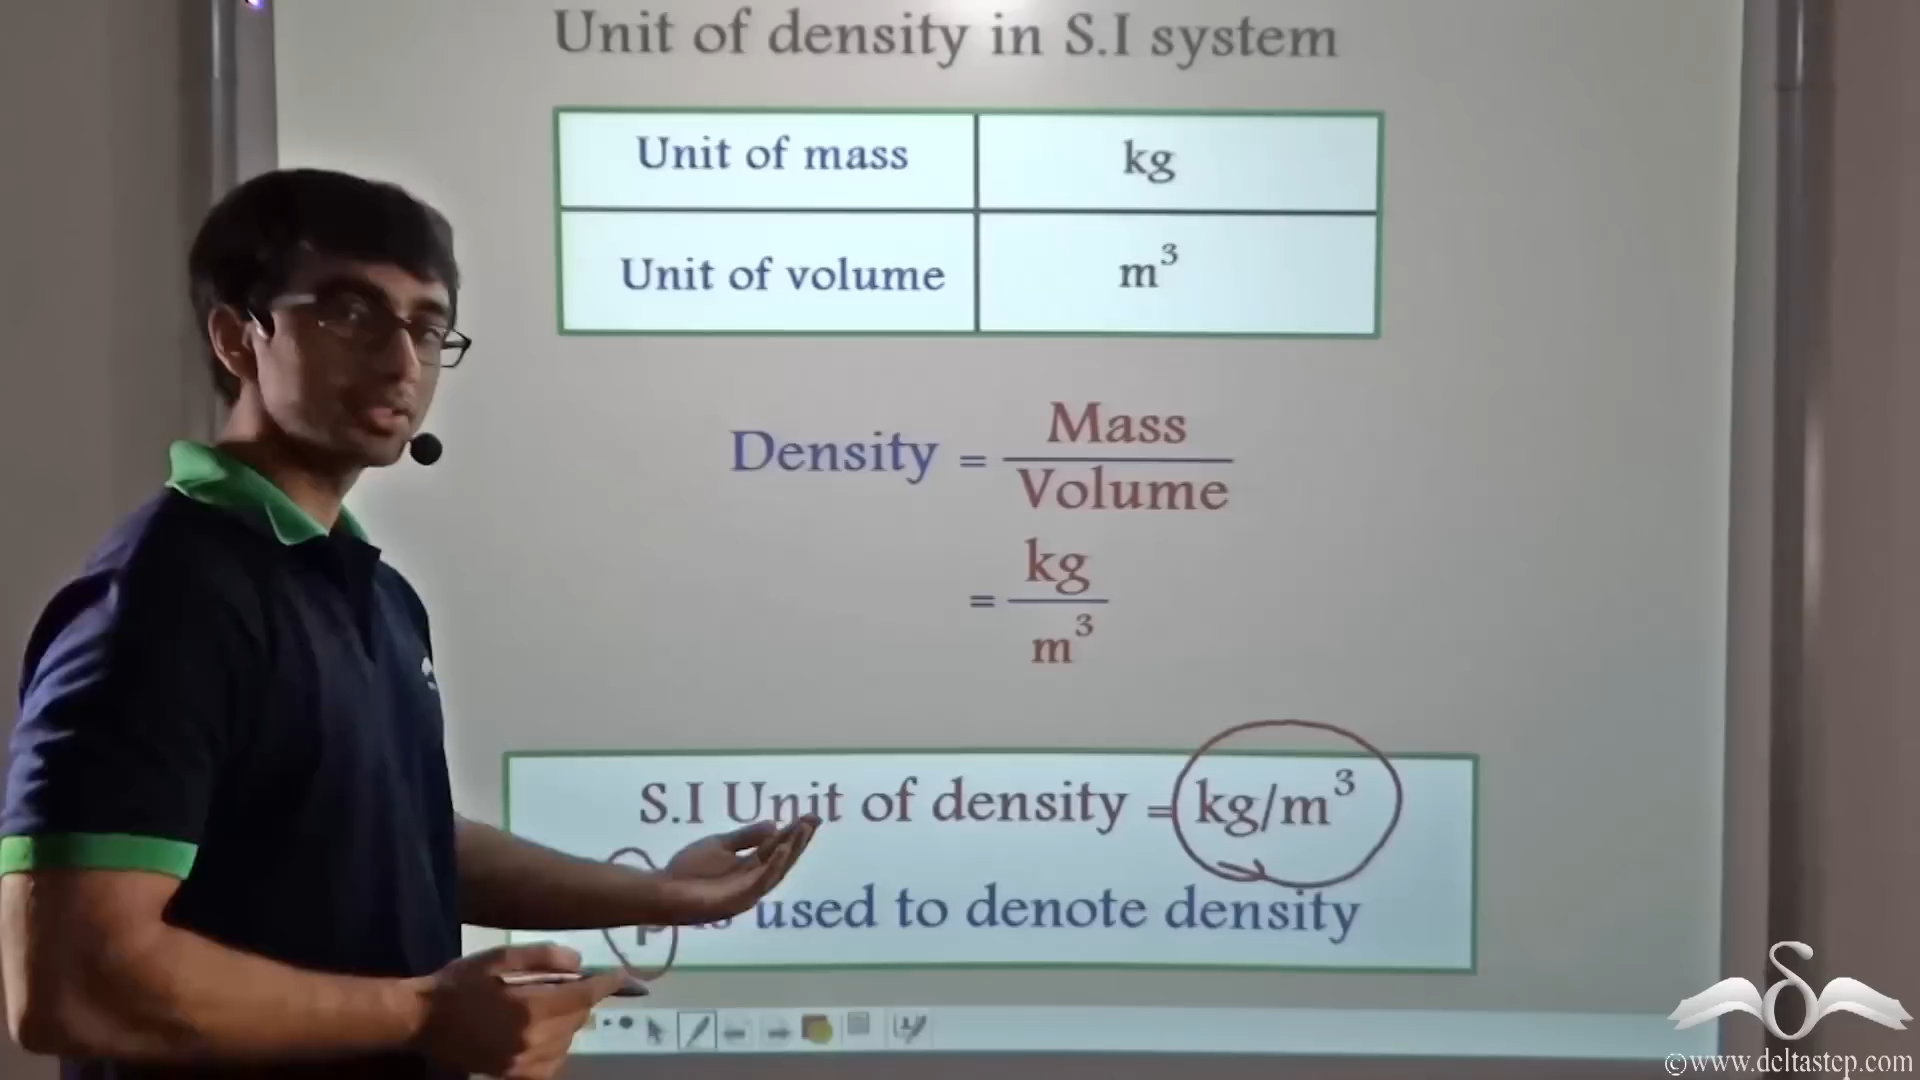 Unit of density in S.I system
Unit of mass kg
Unit of volume m³
Density = Mass
Volume
= kg
m³
S.I Unit of density = kg/m³
used to denote density
©www.deltastep.com